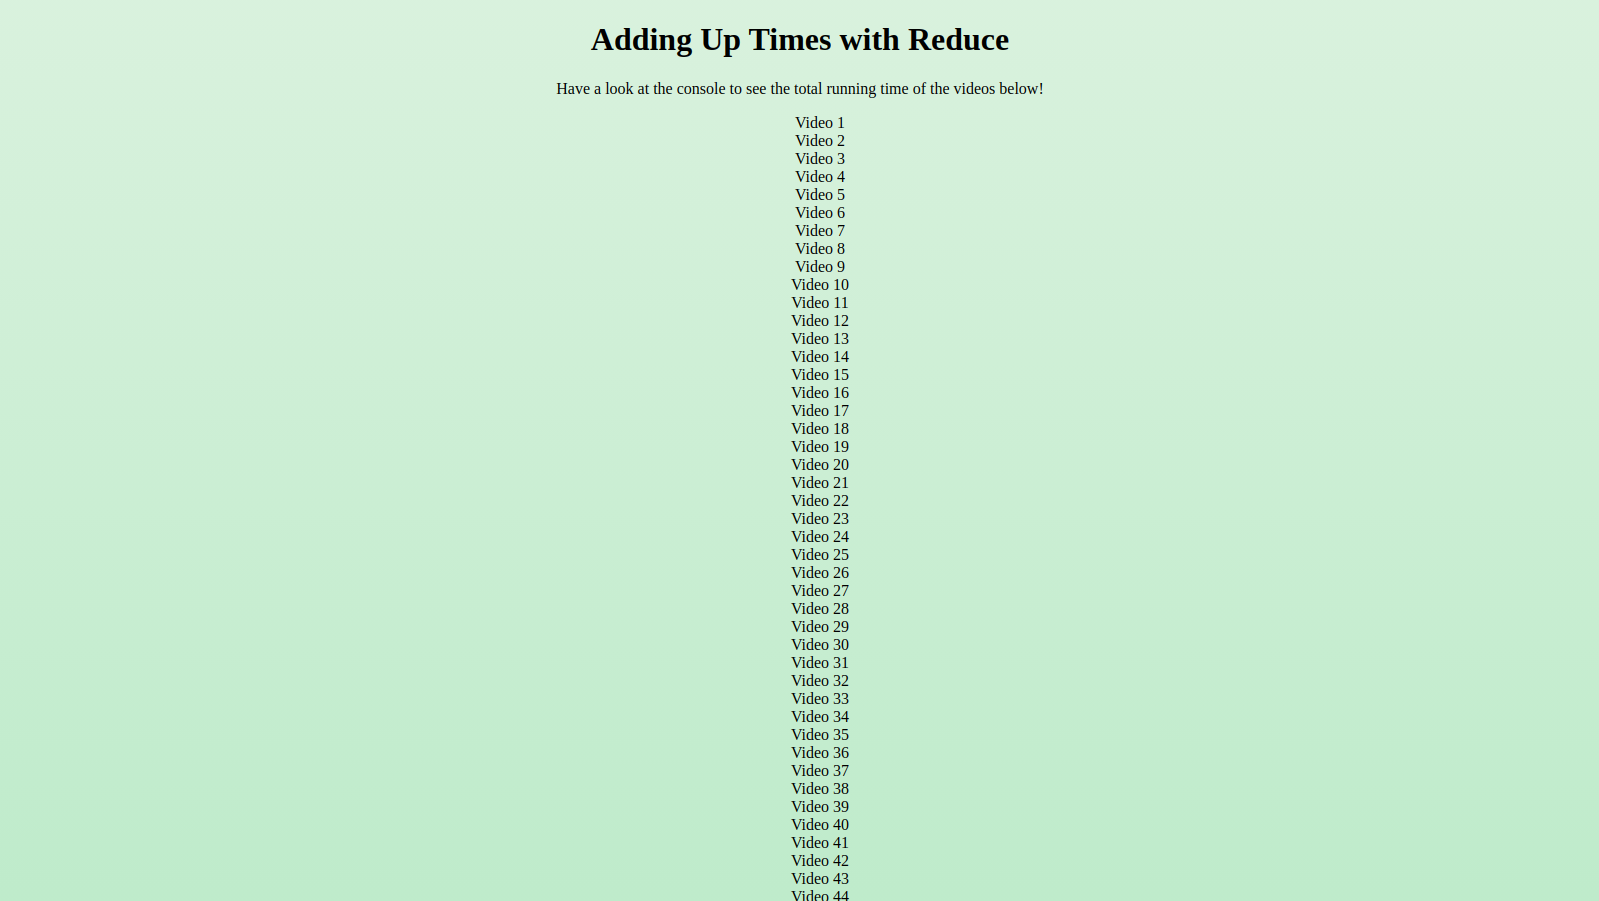 Adding Up Times with Reduce
Have a look at the console to see the total running time of the videos below!
Video 1
Video 2
Video 3
Video 4
Video 5
Video 6
Video 7
Video 8
Video 9
Video 10
Video 11
Video 12
Video 13
Video 14
Video 15
Video 16
Video 17
Video 18
Video 19
Video 20
Video 21
Video 22
Video 23
Video 24
Video 25
Video 26
Video 27
Video 28
Video 29
Video 30
Video 31
Video 32
Video 33
Video 34
Video 35
Video 36
Video 37
Video 38
Video 39
Video 40
Video 41
Video 42
Video 43
Video 44